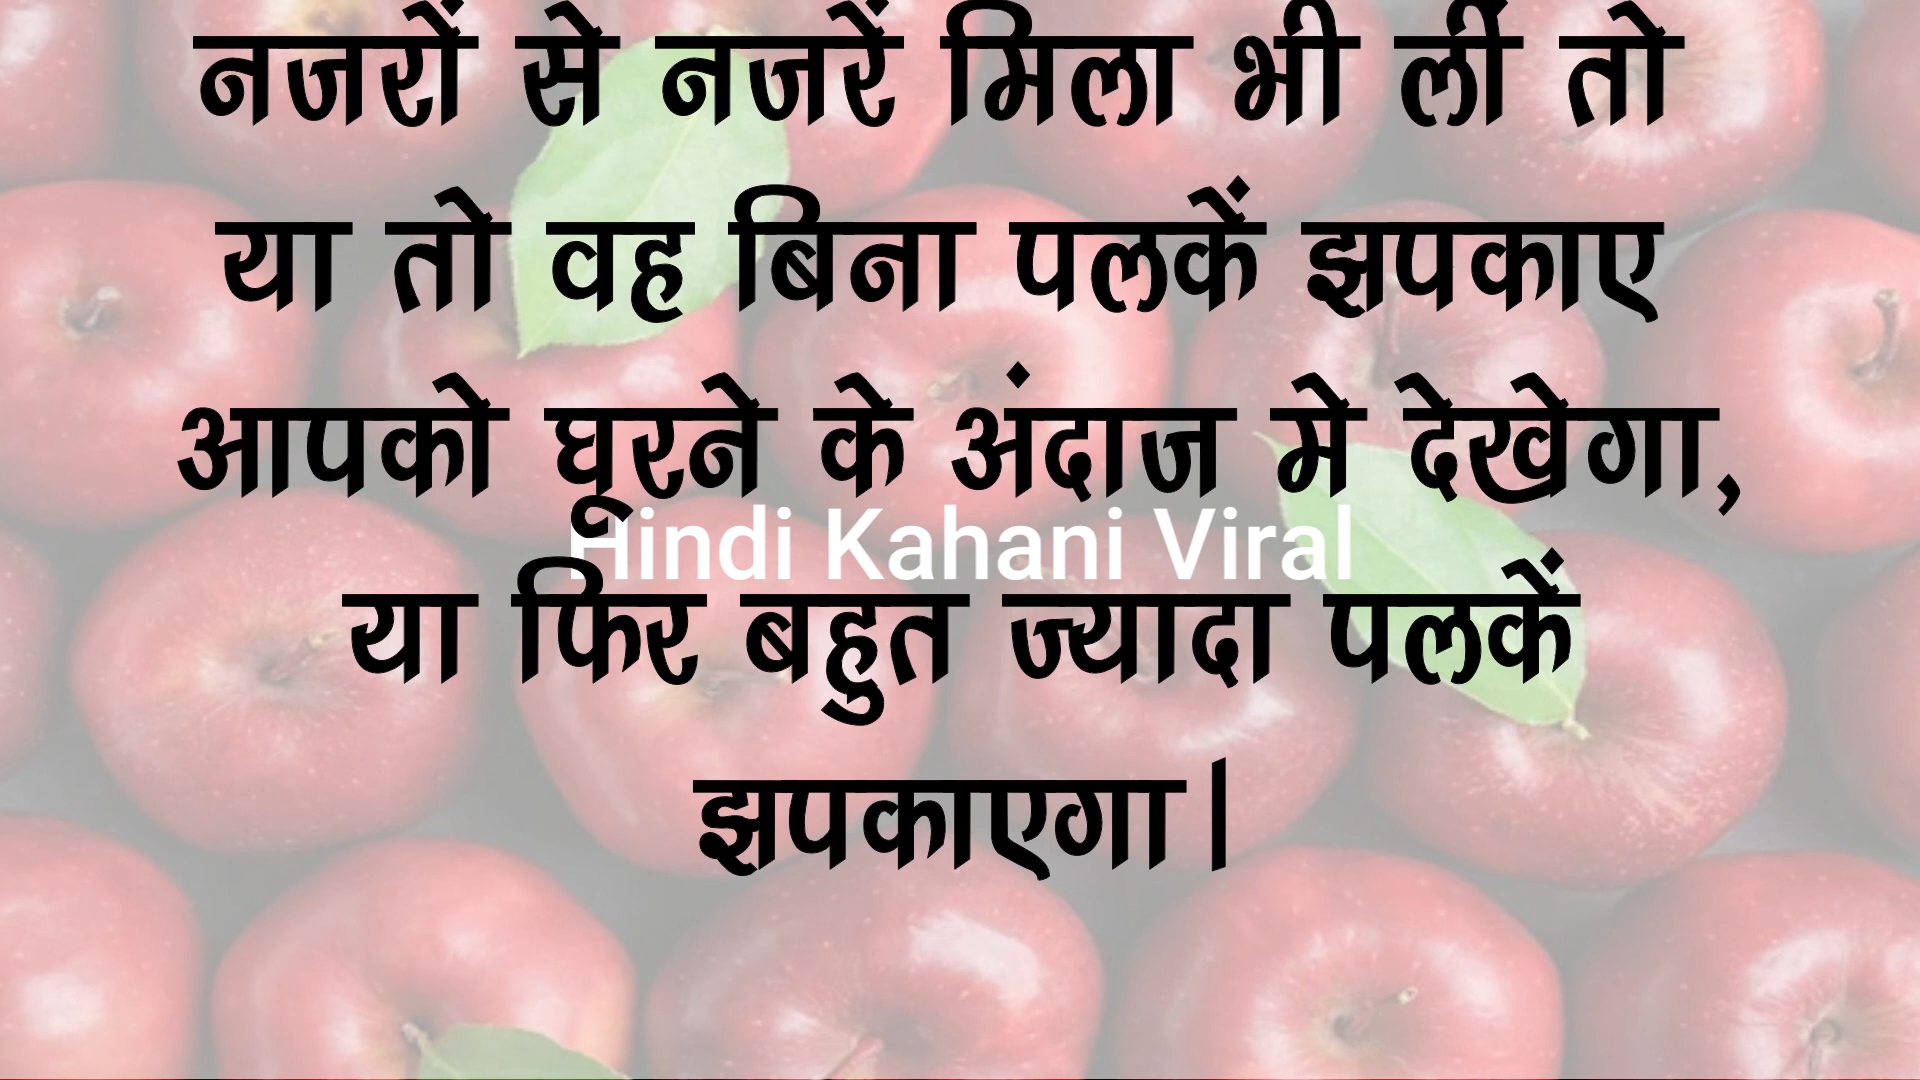 नजरों से नजरें मिला भी लीं तो
या तो वह बिना पलकें झपकाए
आपको घूरने के अंदाज मे देखेगा,
Hindi Kahani Viral
या फिर बहुत ज्यादा पलकें
झपकाएगा।